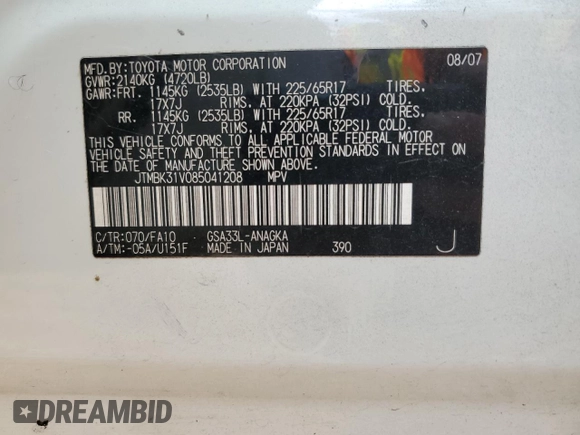 MFD. BY: TOYOTA MOTOR CORPORATION 08/07
GVWR: 2140KG (4720LB)
GAWR: FRT. 1145KG (2535LB) WITH 225/65R17 TIRES,
17X7J RIMS, AT 220KPA (32PSI) COLD.
RR. 1145KG (2535LB) WITH 225/65R17 TIRES,
17X7J RIMS, AT 220KPA (32PSI) COLD.
THIS VEHICLE CONFORMS TO ALL APPLICABLE FEDERAL MOTOR
VEHICLE SAFETY AND THEFT PREVENTION STANDARDS IN EFFECT ON
THE DATE OF MANUFACTURE SHOWN ABOVE.
JTMBK31V085041208 MPV
C/TR: 070/FA10 GSA33L-ANAGKA
A/TM: -05A/U151F MADE IN JAPAN 390 J
DREAMBID